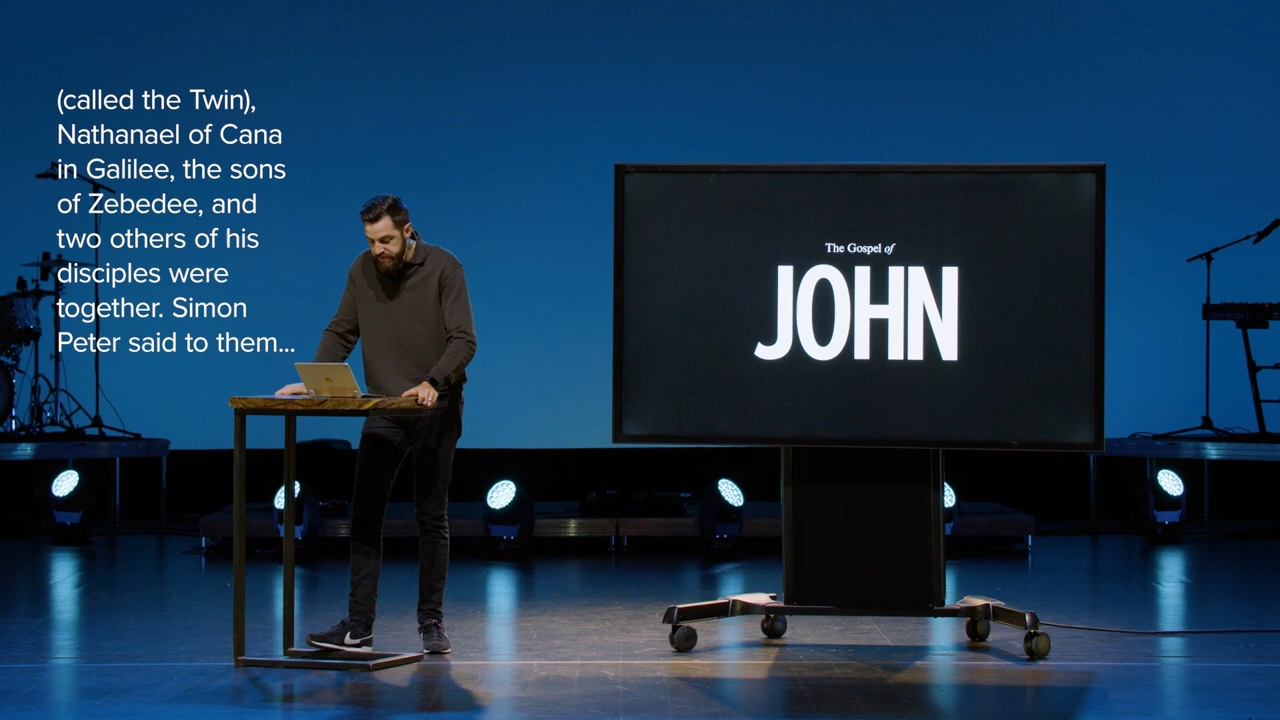 (called the Twin),
Nathanael of Cana
in Galilee, the sons
of Zebedee, and
two others of his
disciples were
together. Simon
Peter said to them...
The Gospel of
JOHN